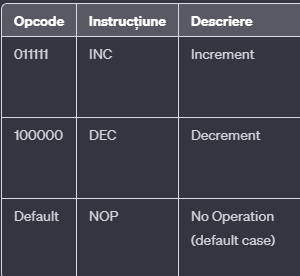 Opcode Instrucțiune Descriere
011111 INC Increment
100000 DEC Decrement
Default NOP No Operation
(default case)